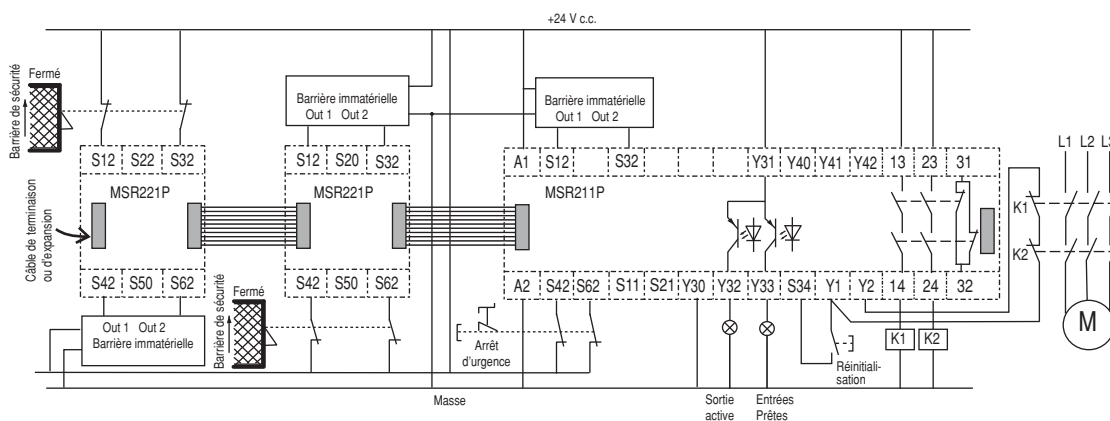 +24 V c.c.
Barrière de sécurité
Fermé
Barrière immatérielle
Out 1 Out 2
Barrière immatérielle
Out 1 Out 2
S12 S22 S32
S12 S20 S32
A1 S12 S32 Y31 Y40 Y41 Y42 13 23 31
L1 L2 L3
MSR221P
MSR221P
MSR211P
K1
K2
Câble de terminaison
ou d'expansion
S42 S50 S62
S42 S50 S62
A2 S42 S62 S11 S21 Y30 Y32 Y33 S34 Y1 Y2 14 24 32
Out 1 Out 2
Barrière immatérielle
Barrière de sécurité
Fermé
Arrêt
d'urgence
K1
K2
M
Réinitiali-
sation
Masse
Sortie
active
Entrées
Prêtes